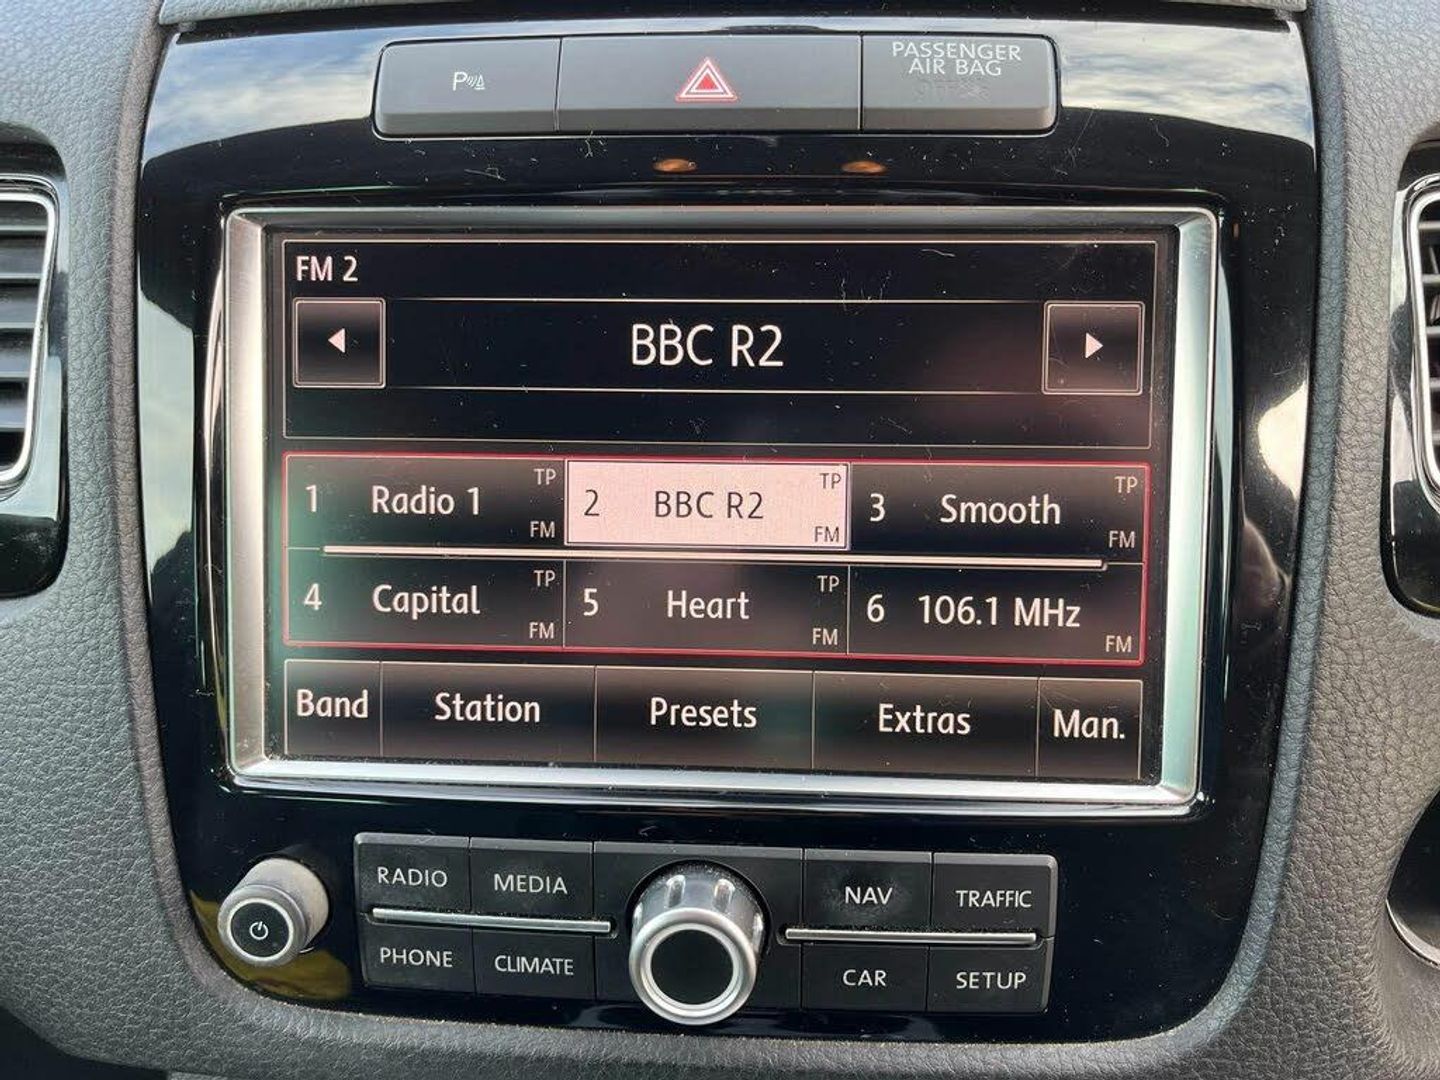 P
PASSENGER
AIR BAG
FM 2
BBC R2
1 Radio 1 TP FM
2 BBC R2 TP FM
3 Smooth TP FM
4 Capital TP FM
5 Heart TP FM
6 106.1 MHz FM
Band Station Presets Extras Man.
RADIO MEDIA NAV TRAFFIC
PHONE CLIMATE CAR SETUP